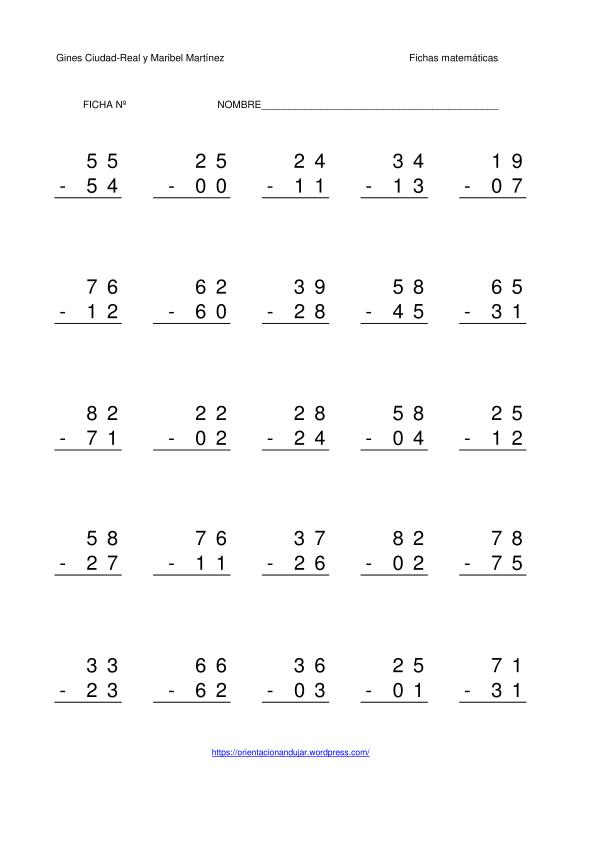 Gines Ciudad-Real y Maribel Martínez Fichas matemáticas
FICHA Nº NOMBRE___________________________________________
5 5 2 5 2 4 3 4 1 9
- 5 4 - 0 0 - 1 1 - 1 3 - 0 7
7 6 6 2 3 9 5 8 6 5
- 1 2 - 6 0 - 2 8 - 4 5 - 3 1
8 2 2 2 2 8 5 8 2 5
- 7 1 - 0 2 - 2 4 - 0 4 - 1 2
5 8 7 6 3 7 8 2 7 8
- 2 7 - 1 1 - 2 6 - 0 2 - 7 5
3 3 6 6 3 6 2 5 7 1
- 2 3 - 6 2 - 0 3 - 0 1 - 3 1
https://orientacionandujar.wordpress.com/